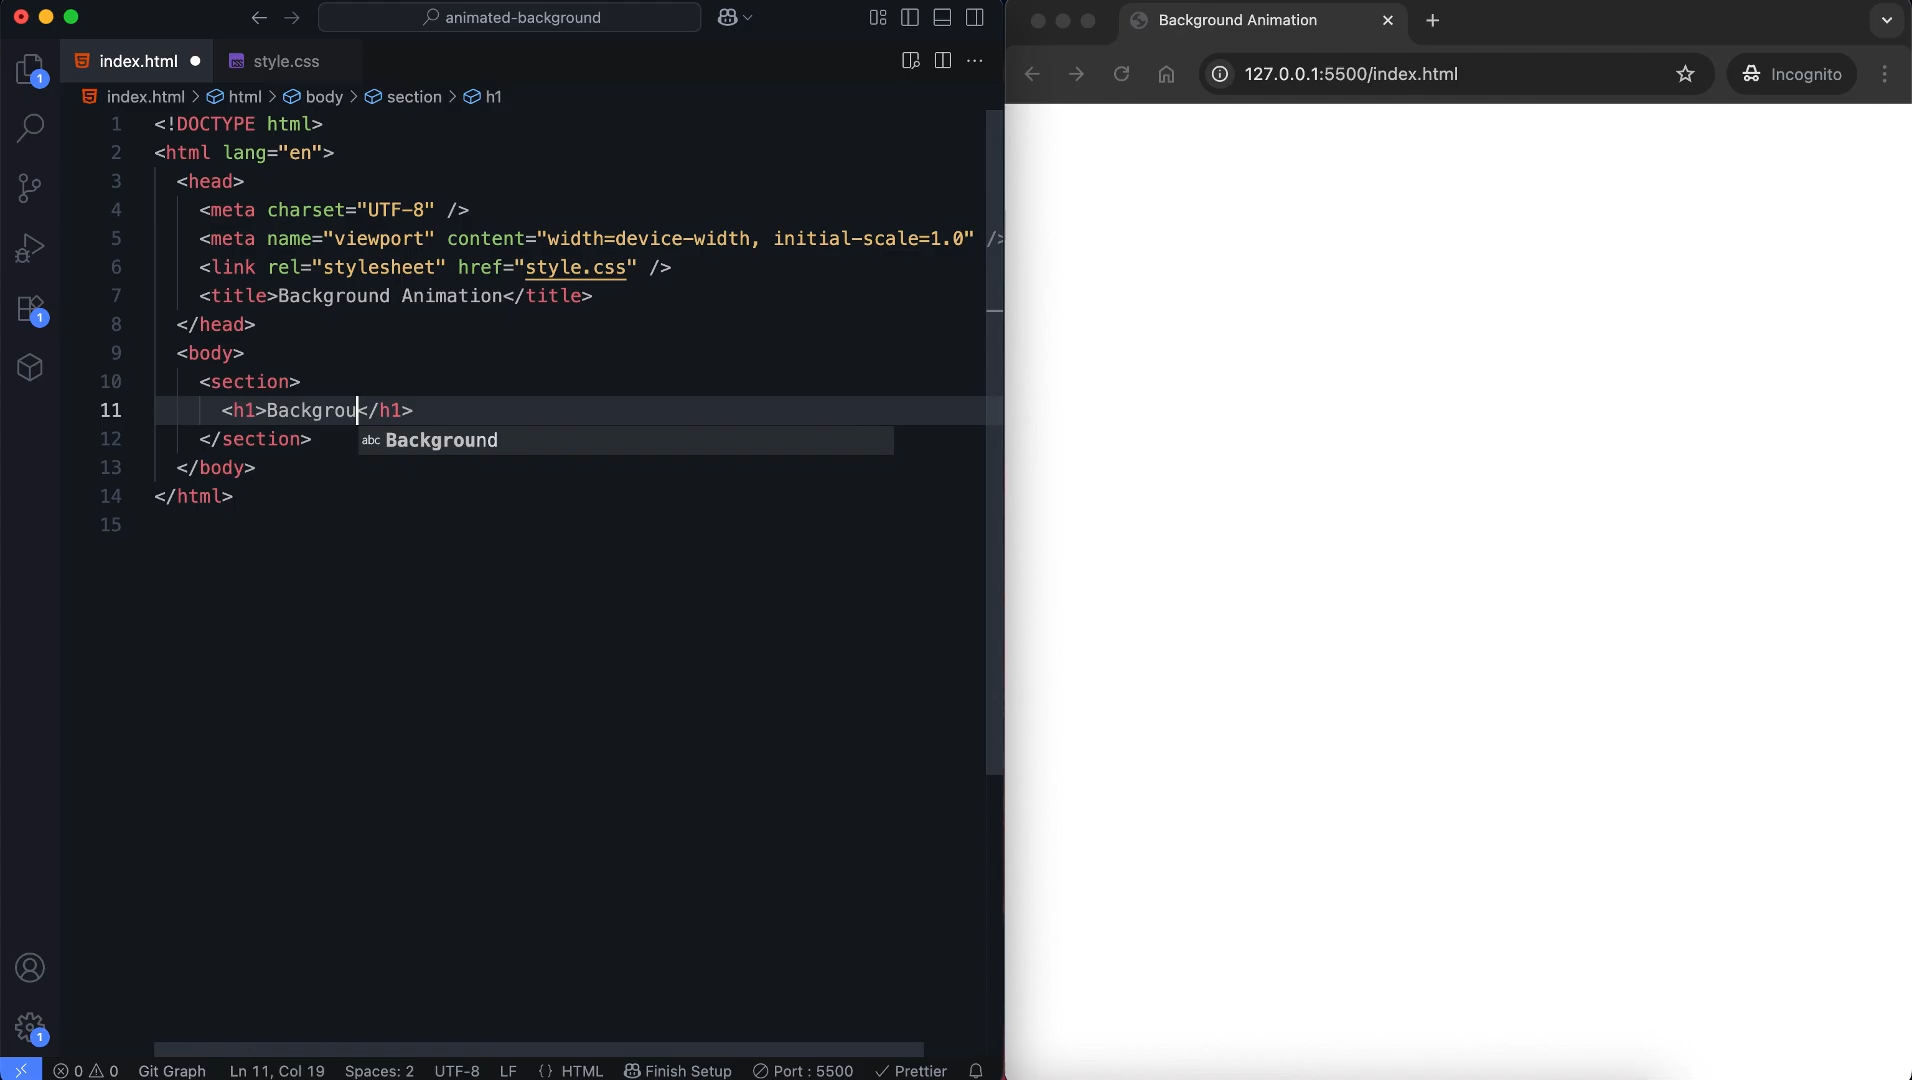 animated-background
index.html
style.css
index.html > html > body > section > h1
1 <!DOCTYPE html>
2 <html lang="en">
3 <head>
4 <meta charset="UTF-8" />
5 <meta name="viewport" content="width=device-width, initial-scale=1.0" />
6 <link rel="stylesheet" href="style.css" />
7 <title>Background Animation</title>
8 </head>
9 <body>
10 <section>
11 <h1>Backgrou</h1>
abc Background
12 </section>
13 </body>
14 </html>
15
1
1
1
0 0 Git Graph Ln 11, Col 19 Spaces: 2 UTF-8 LF {} HTML Finish Setup Port : 5500 Prettier
Background Animation
127.0.0.1:5500/index.html
Incognito